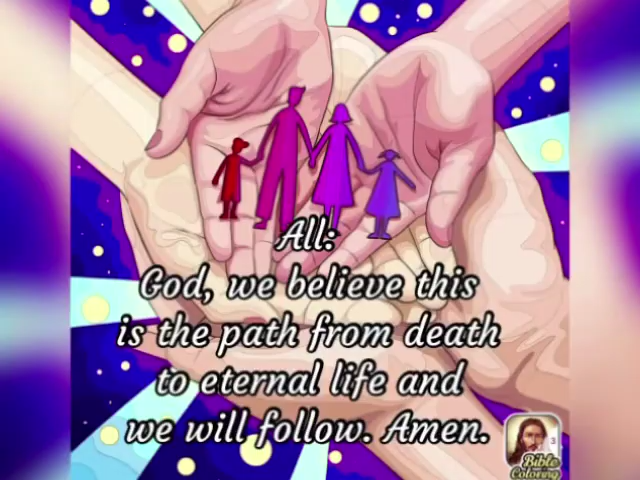 All:
God, we believe this
is the path from death
to eternal life and
we will follow. Amen.
3
Bible
Coloring